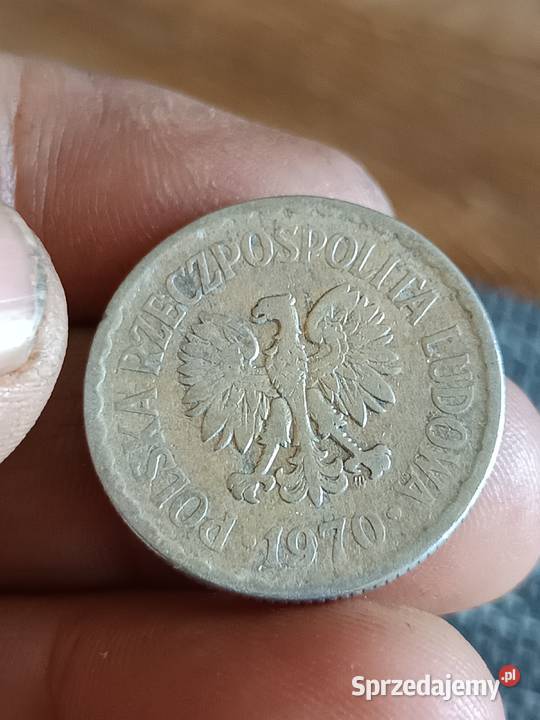 POLSKA RZECZPOSPOLITA LUDOWA
· 1970 ·
Sprzedajemy.pl